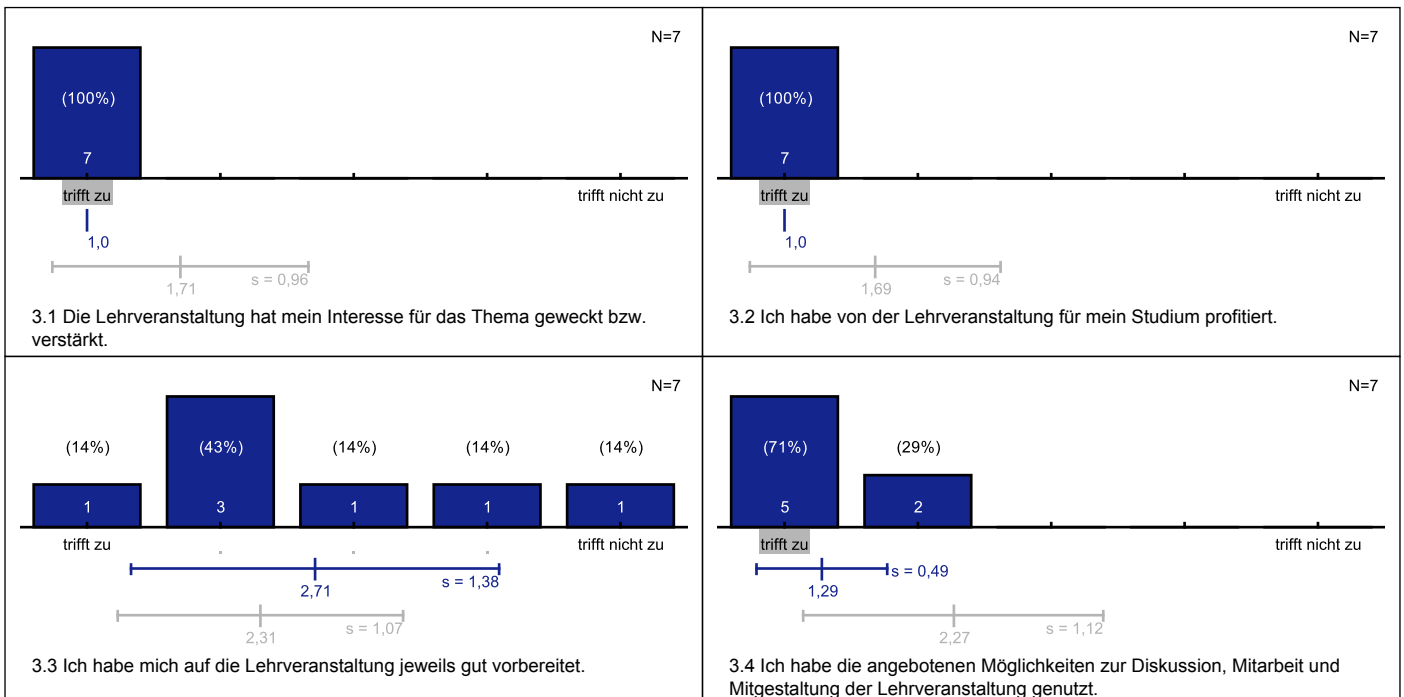 N=7
(100%)
7
trifft zu
trifft nicht zu
1,0
s = 0,96
1,71
3.1 Die Lehrveranstaltung hat mein Interesse für das Thema geweckt bzw.
verstärkt.
N=7
(100%)
7
trifft zu
trifft nicht zu
1,0
s = 0,94
1,69
3.2 Ich habe von der Lehrveranstaltung für mein Studium profitiert.
N=7
(14%) (43%) (14%) (14%) (14%)
1 3 1 1 1
trifft zu . . . trifft nicht zu
s = 1,38
2,71
s = 1,07
2,31
3.3 Ich habe mich auf die Lehrveranstaltung jeweils gut vorbereitet.
N=7
(71%) (29%)
5 2
trifft zu
trifft nicht zu
s = 0,49
1,29
s = 1,12
2,27
3.4 Ich habe die angebotenen Möglichkeiten zur Diskussion, Mitarbeit und
Mitgestaltung der Lehrveranstaltung genutzt.